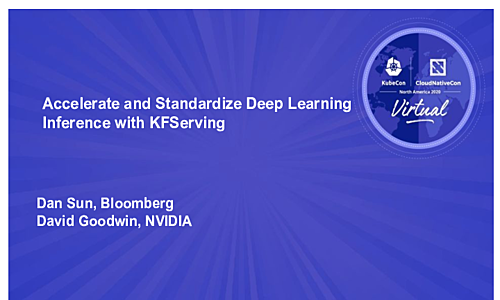 KubeCon
CloudNativeCon
North America 2020
Virtual
Accelerate and Standardize Deep Learning
Inference with KFServing
Dan Sun, Bloomberg
David Goodwin, NVIDIA